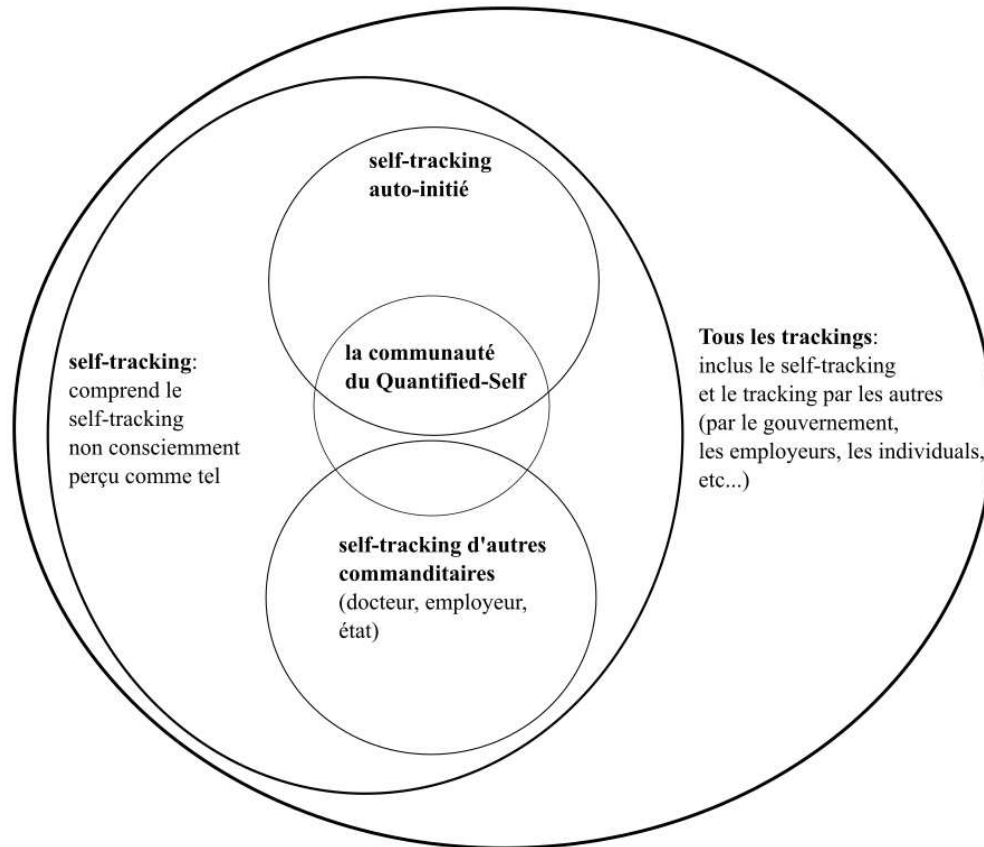 self-tracking
auto-initié
la communauté
du Quantified-Self
self-tracking:
comprend le
self-tracking
non consciemment
perçu comme tel
Tous les trackings:
inclus le self-tracking
et le tracking par les autres
(par le gouvernement,
les employeurs, les individuals,
etc...)
self-tracking d'autres
commanditaires
(docteur, employeur,
état)